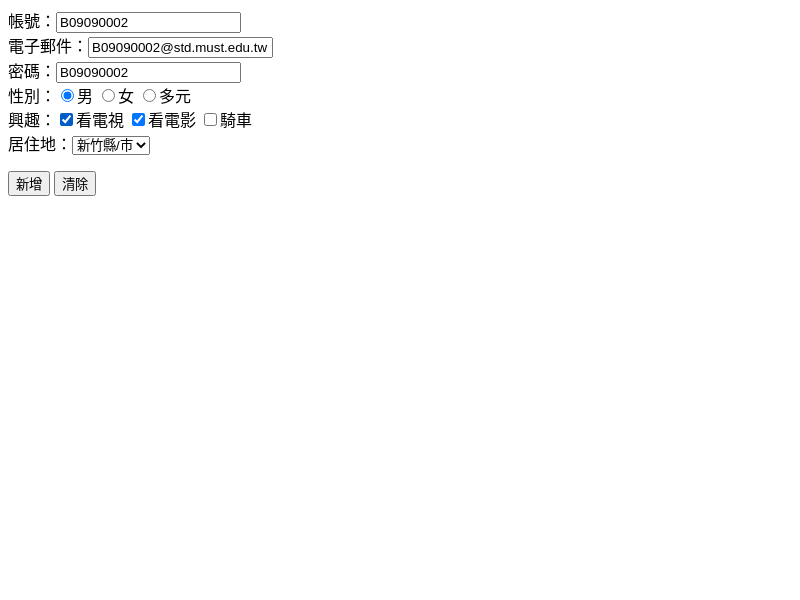 帳號：B09090002
電子郵件：B09090002@std.must.edu.tw
密碼：B09090002
性別： 男 女 多元
興趣： 看電視 看電影 騎車
居住地：新竹縣/市
新增 清除